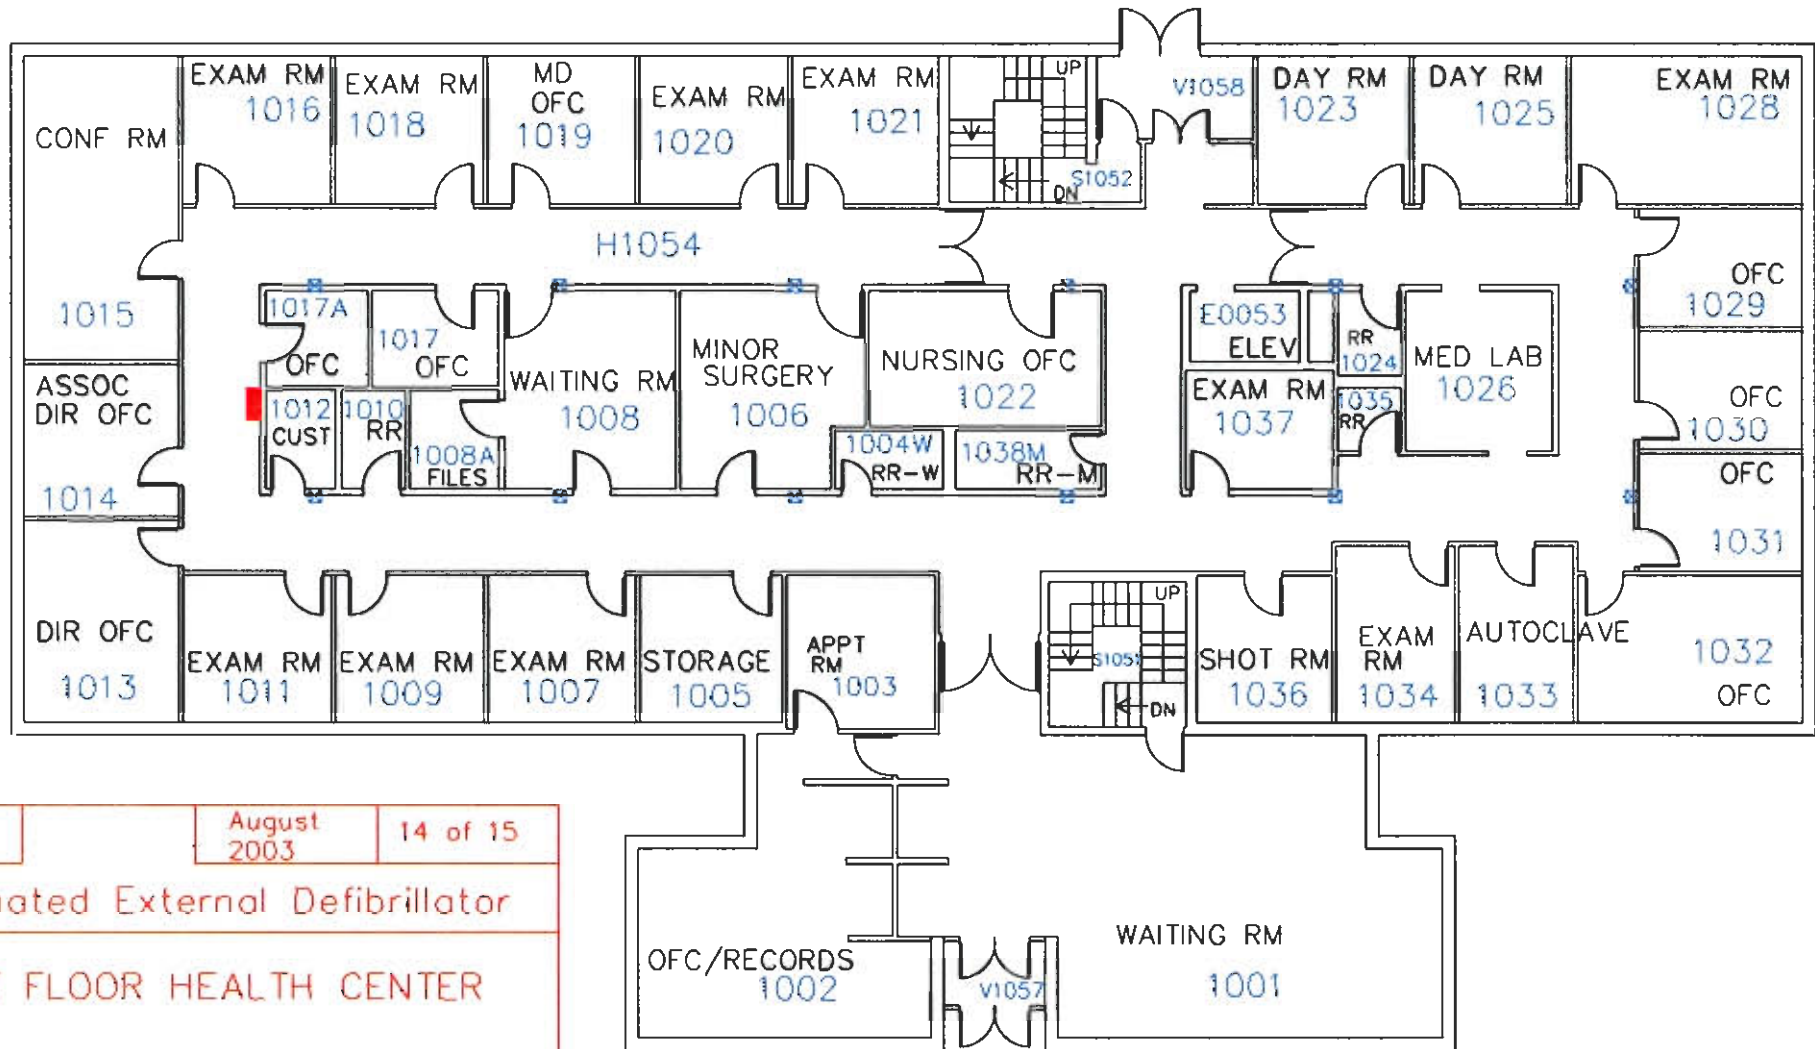 EXAM RM
1016
EXAM RM
1018
MD
OFC
1019
EXAM RM
1020
EXAM RM
1021
UP
DN
S1052
V1058
DAY RM
1023
DAY RM
1025
EXAM RM
1028
CONF RM
1015
H1054
OFC
1029
1017A
OFC
1017
OFC
WAITING RM
1008
MINOR
SURGERY
1006
NURSING OFC
1022
E0053
ELEV
RR
1024
MED LAB
1026
ASSOC
DIR OFC
1014
1012
CUST
1010
RR
1008A
FILES
1004W
RR-W
1038M
RR-M
EXAM RM
1037
1035
RR
OFC
1030
OFC
1031
DIR OFC
1013
EXAM RM
1011
EXAM RM
1009
EXAM RM
1007
STORAGE
1005
APPT
RM
1003
UP
S1051
DN
SHOT RM
1036
EXAM
RM
1034
AUTOCLAVE
1033
1032
OFC
OFC/RECORDS
1002
V1057
WAITING RM
1001
August
2003
14 of 15
External Defibrillator
FLOOR HEALTH CENTER